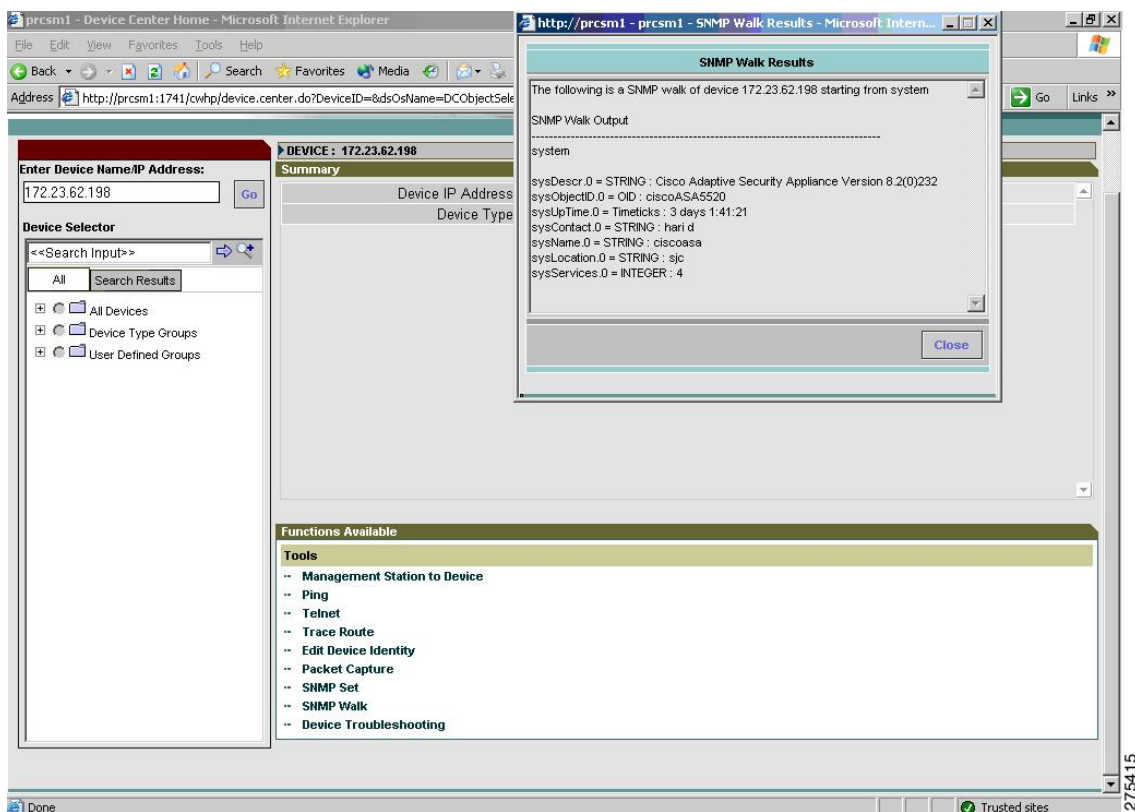 prcsm1 - Device Center Home - Microsoft Internet Explorer
File Edit View Favorites Tools Help
Back Search Favorites Media
Address http://prcsm1:1741/cwhp/device.center.do?DeviceID=&dsOsName=DCObjectSele
Go Links »
http://prcsm1 - prcsm1 - SNMP Walk Results - Microsoft Intern...
SNMP Walk Results
The following is a SNMP walk of device 172.23.62.198 starting from system
SNMP Walk Output
system
sysDescr.0 = STRING : Cisco Adaptive Security Appliance Version 8.2(0)232
sysObjectID.0 = OID : ciscoASA5520
sysUpTime.0 = Timeticks : 3 days 1:41:21
sysContact.0 = STRING : hari d
sysName.0 = STRING : ciscoasa
sysLocation.0 = STRING : sjc
sysServices.0 = INTEGER : 4
Close
Enter Device Name/IP Address:
172.23.62.198 Go
Device Selector
<<Search Input>>
All Search Results
All Devices
Device Type Groups
User Defined Groups
DEVICE : 172.23.62.198
Summary
Device IP Address
Device Type
Functions Available
Tools
Management Station to Device
Ping
Telnet
Trace Route
Edit Device Identity
Packet Capture
SNMP Set
SNMP Walk
Device Troubleshooting
Done
Trusted sites
275415